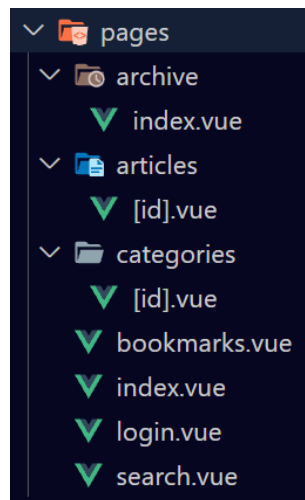 pages
archive
index.vue
articles
[id].vue
categories
[id].vue
bookmarks.vue
index.vue
login.vue
search.vue